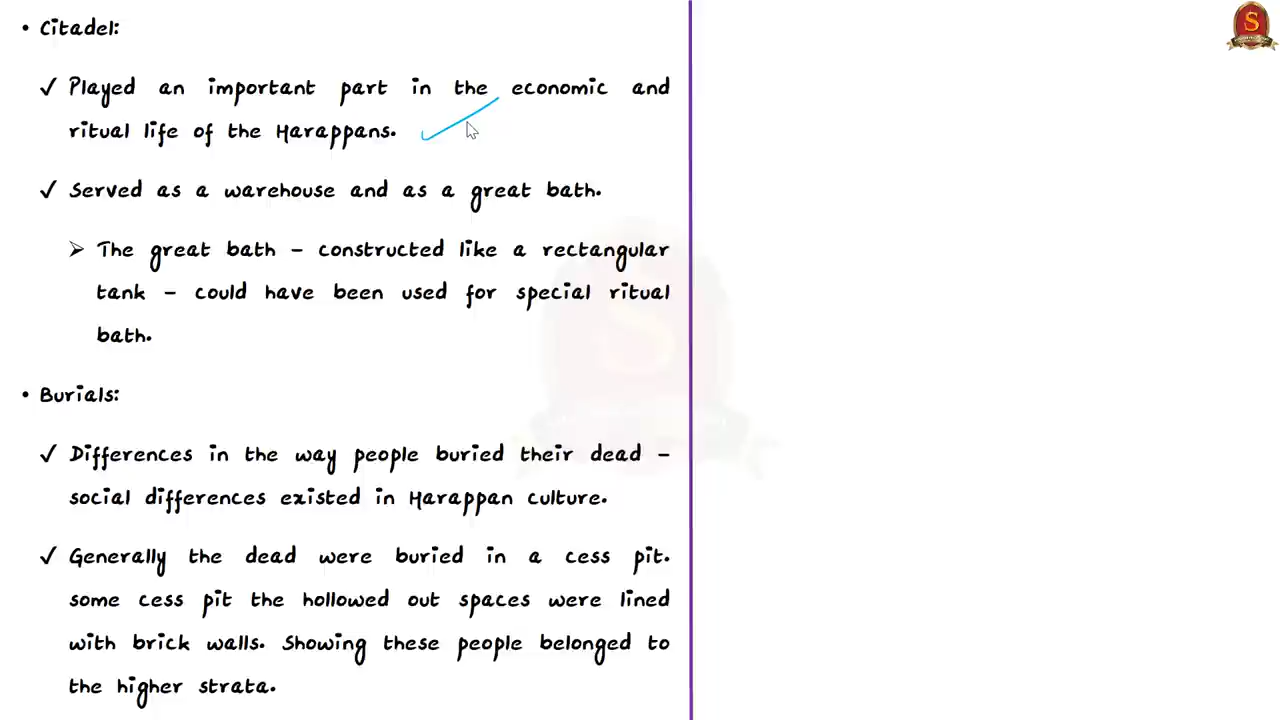 • Citadel:
✓ Played an important part in the economic and
ritual life of the Harappans.
✓ Served as a warehouse and as a great bath.
➢ The great bath – constructed like a rectangular
tank – could have been used for special ritual
bath.
• Burials:
✓ Differences in the way people buried their dead –
social differences existed in Harappan culture.
✓ Generally the dead were buried in a cess pit.
some cess pit the hollowed out spaces were lined
with brick walls. Showing these people belonged to
the higher strata.
S